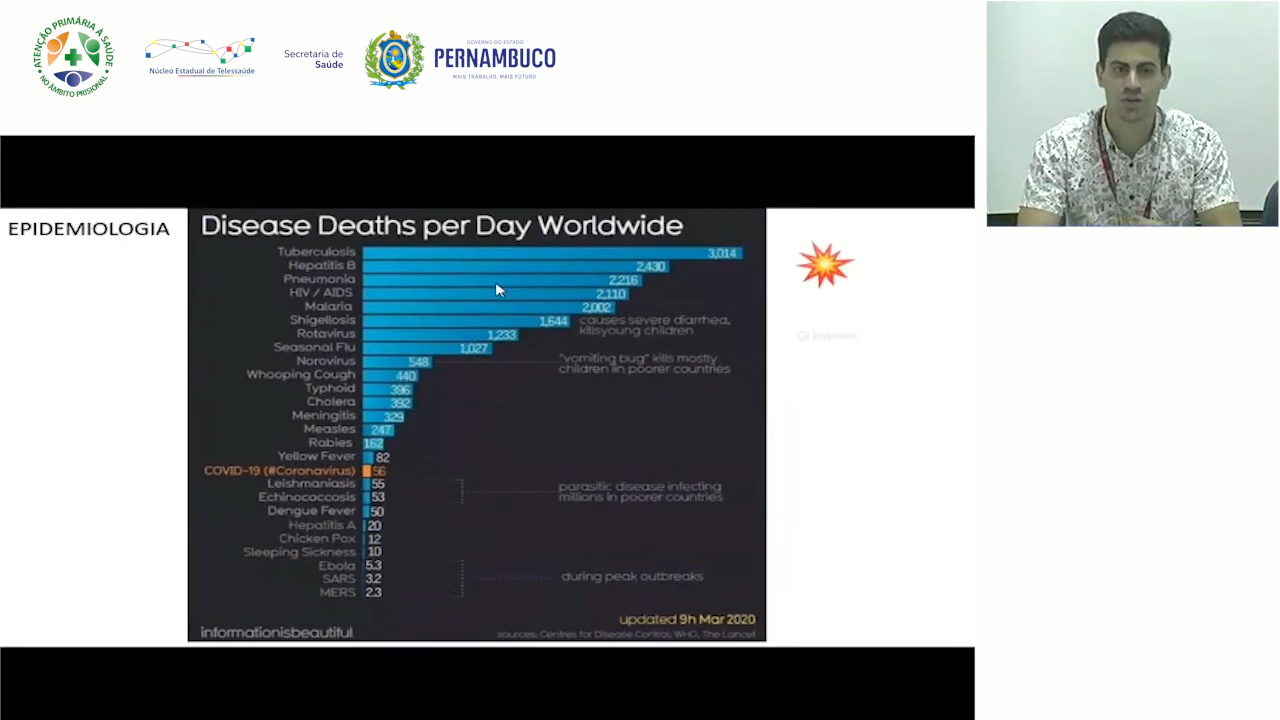 ATENÇÃO PRIMÁRIA À SAÚDE
NO ÂMBITO PRISIONAL
Núcleo Estadual de Telessaúde
Secretaria de
Saúde
GOVERNO DO ESTADO
PERNAMBUCO
MAIS TRABALHO, MAIS FUTURO.
EPIDEMIOLOGIA
Disease Deaths per Day Worldwide
Tuberculosis 3,014
Hepatitis B 2,430
Pneumonia 2,216
HIV / AIDS 2,110
Malaria 2,002
Shigellosis 1,644 causes severe diarrhea,
killsyoung children
Rotavirus 1,233
Seasonal Flu 1,027
Norovirus 548 "vomiting bug" kills mostly
children in poorer countries
Whooping Cough 440
Typhoid 396
Cholera 392
Meningitis 329
Measles 247
Rabies 162
Yellow Fever 82
COVID-19 (#Coronavirus) 56
Leishmaniasis 55 parasitic disease infecting
Echinococcosis 53 millions in poorer countries
Dengue Fever 50
Hepatitis A 20
Chicken Pox 12
Sleeping Sickness 10
Ebola 5.3
SARS 3.2 during peak outbreaks
MERS 2.3
updated 9h Mar 2020
informationisbeautiful sources: Centres for Disease Control, WHO, The Lancet